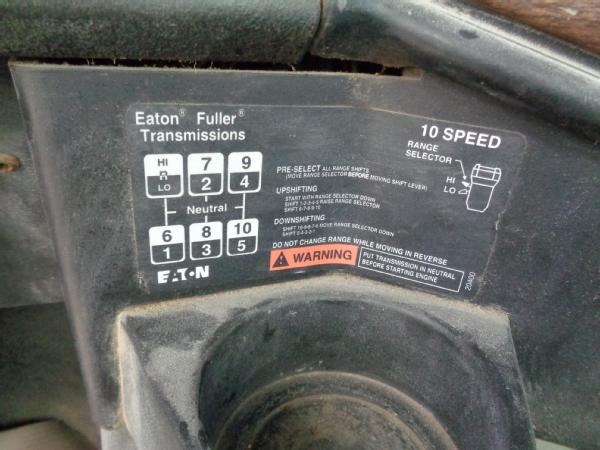 Eaton® Fuller®
Transmissions
10 SPEED
RANGE
SELECTOR
HI
LO
HI R LO
7 2
9 4
Neutral
6 1
8 3
10 5
EATON
PRE-SELECT ALL RANGE SHIFTS
(MOVE RANGE SELECTOR BEFORE MOVING SHIFT LEVER)
UPSHIFTING
START WITH RANGE SELECTOR DOWN
SHIFT 1-2-3-4-5 RAISE RANGE SELECTOR
SHIFT 6-7-8-9-10
DOWNSHIFTING
SHIFT 10-9-8-7-6 MOVE RANGE SELECTOR DOWN
SHIFT 5-4-3-2-1
DO NOT CHANGE RANGE WHILE MOVING IN REVERSE
WARNING
PUT TRANSMISSION IN NEUTRAL
BEFORE STARTING ENGINE